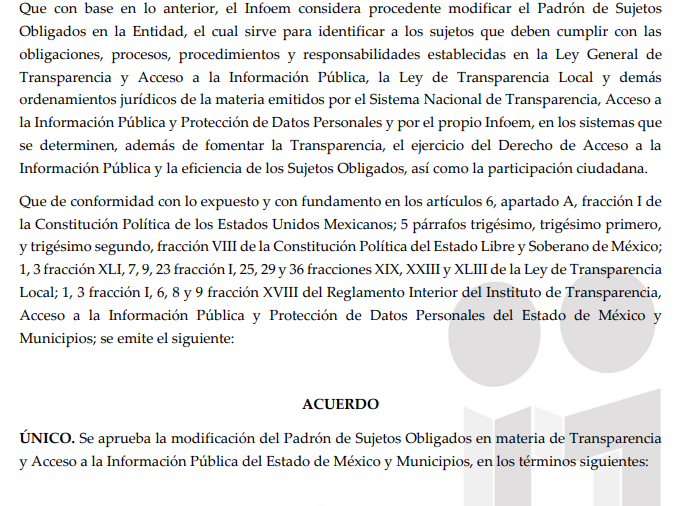 Que con base en lo anterior, el Infoem considera procedente modificar el Padrón de Sujetos
Obligados en la Entidad, el cual sirve para identificar a los sujetos que deben cumplir con las
obligaciones, procesos, procedimientos y responsabilidades establecidas en la Ley General de
Transparencia y Acceso a la Información Pública, la Ley de Transparencia Local y demás
ordenamientos jurídicos de la materia emitidos por el Sistema Nacional de Transparencia, Acceso a
la Información Pública y Protección de Datos Personales y por el propio Infoem, en los sistemas que
se determinen, además de fomentar la Transparencia, el ejercicio del Derecho de Acceso a la
Información Pública y la eficiencia de los Sujetos Obligados, así como la participación ciudadana.
Que de conformidad con lo expuesto y con fundamento en los artículos 6, apartado A, fracción I de
la Constitución Política de los Estados Unidos Mexicanos; 5 párrafos trigésimo, trigésimo primero,
y trigésimo segundo, fracción VIII de la Constitución Política del Estado Libre y Soberano de México;
1, 3 fracción XLI, 7, 9, 23 fracción I, 25, 29 y 36 fracciones XIX, XXIII y XLIII de la Ley de Transparencia
Local; 1, 3 fracción I, 6, 8 y 9 fracción XVIII del Reglamento Interior del Instituto de Transparencia,
Acceso a la Información Pública y Protección de Datos Personales del Estado de México y
Municipios; se emite el siguiente:
ACUERDO
ÚNICO. Se aprueba la modificación del Padrón de Sujetos Obligados en materia de Transparencia
y Acceso a la Información Pública del Estado de México y Municipios, en los términos siguientes: